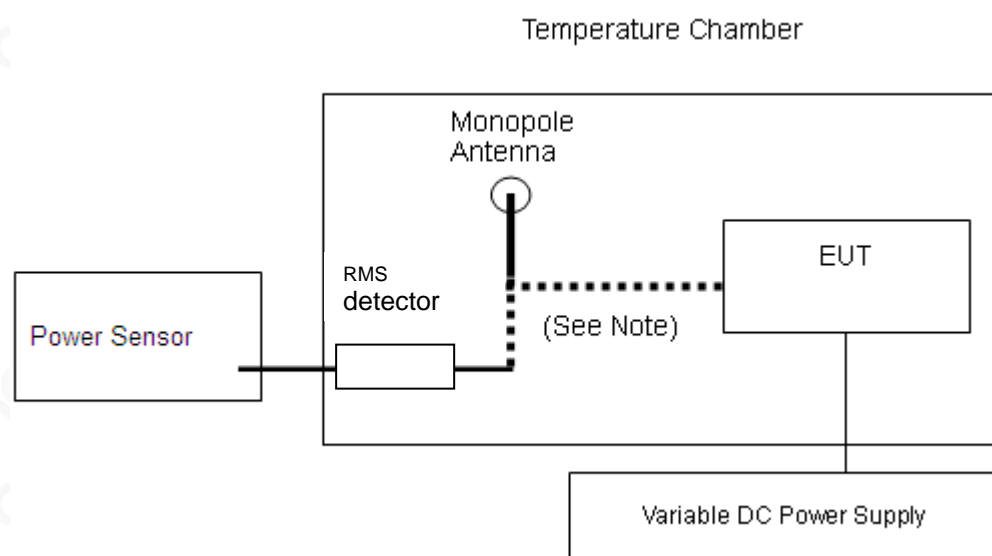 Temperature Chamber
Monopole
Antenna
EUT
RMS
detector
(See Note)
Power Sensor
Variable DC Power Supply